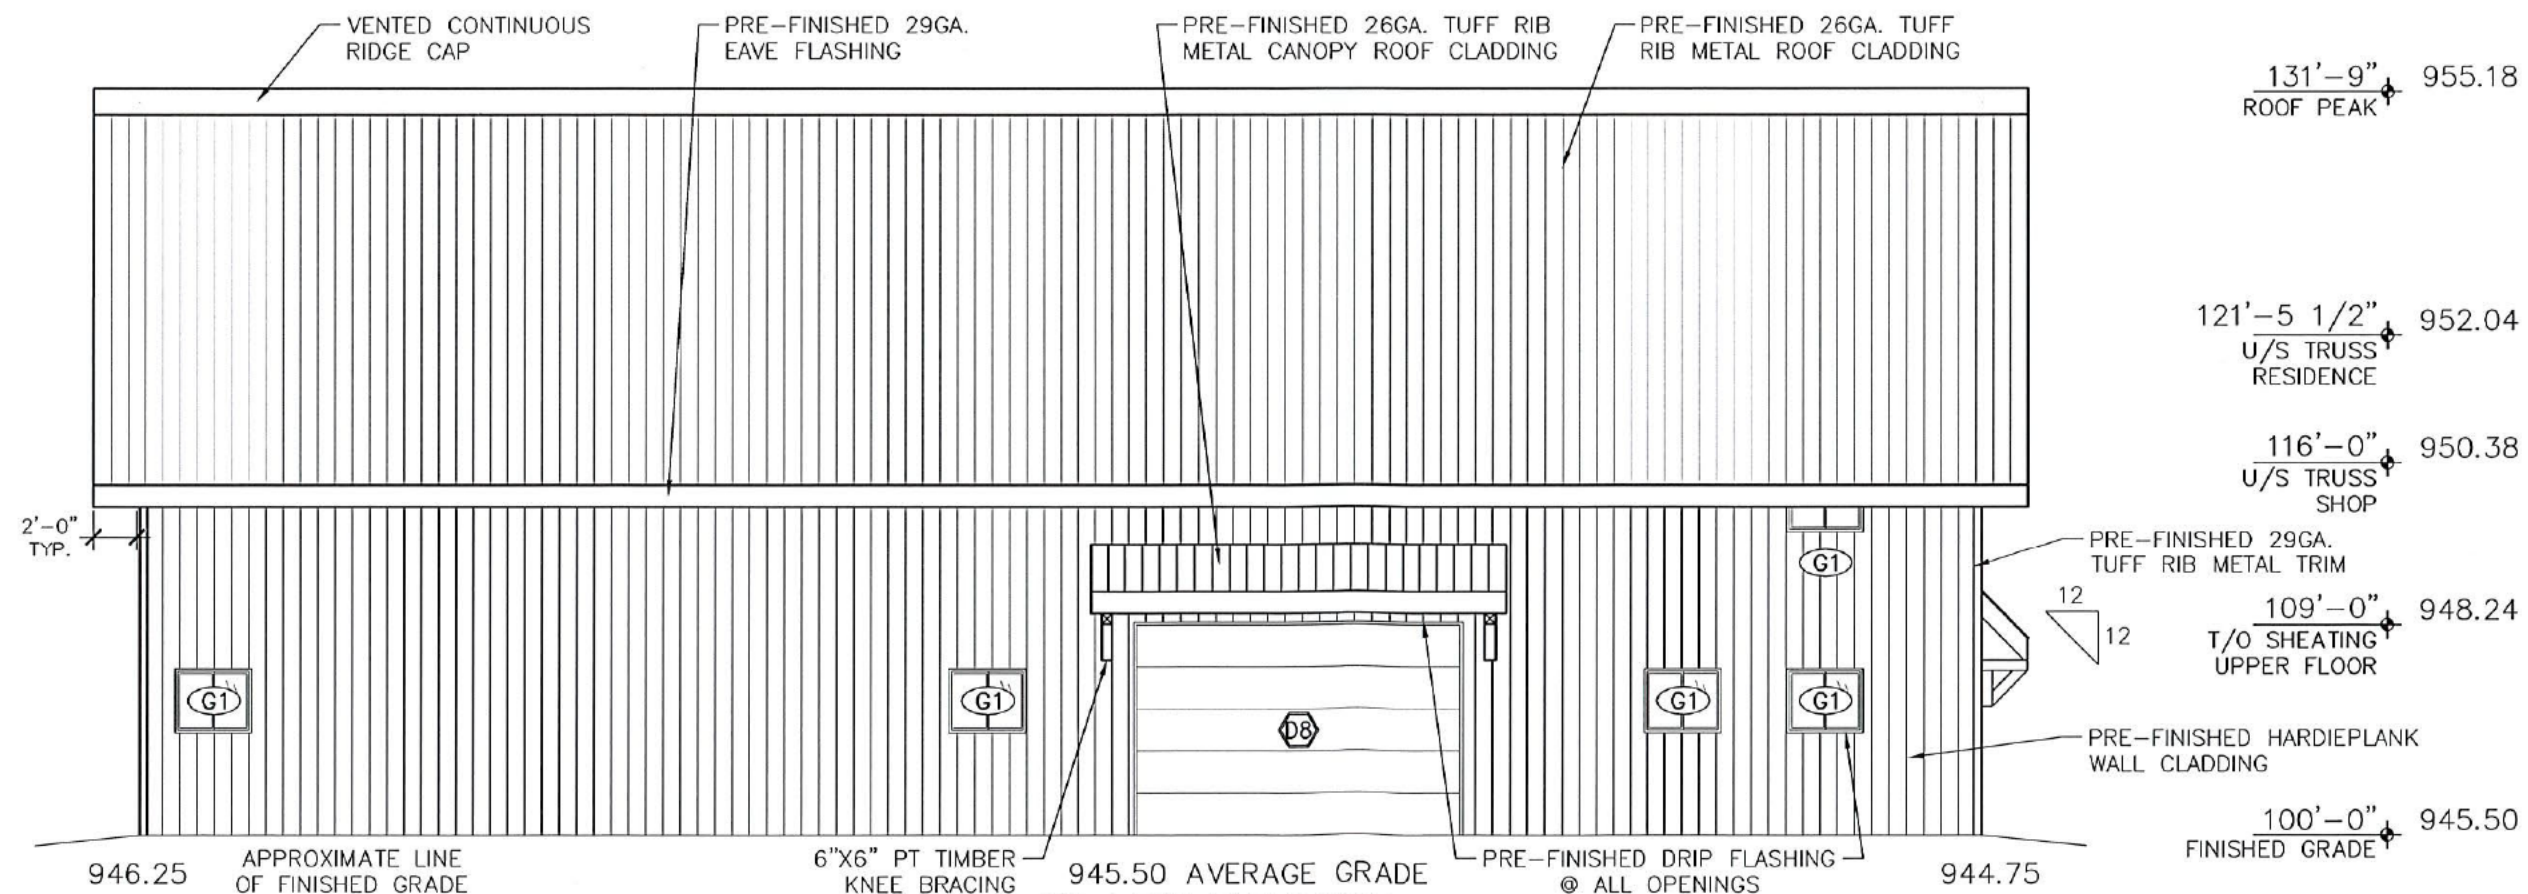 VENTED CONTINUOUS
RIDGE CAP
PRE-FINISHED 29GA.
EAVE FLASHING
PRE-FINISHED 26GA. TUFF RIB
METAL CANOPY ROOF CLADDING
PRE-FINISHED 26GA. TUFF
RIB METAL ROOF CLADDING
131'-9" 955.18
ROOF PEAK
121'-5 1/2" 952.04
U/S TRUSS
RESIDENCE
116'-0" 950.38
U/S TRUSS
SHOP
2'-0"
TYP.
PRE-FINISHED 29GA.
TUFF RIB METAL TRIM
G1
12
12
109'-0" 948.24
T/O SHEATING
UPPER FLOOR
G1
G1
G1
G1
D8
PRE-FINISHED HARDIEPLANK
WALL CLADDING
100'-0" 945.50
FINISHED GRADE
946.25
APPROXIMATE LINE
OF FINISHED GRADE
6"X6" PT TIMBER
KNEE BRACING
945.50 AVERAGE GRADE
PRE-FINISHED DRIP FLASHING
@ ALL OPENINGS
944.75